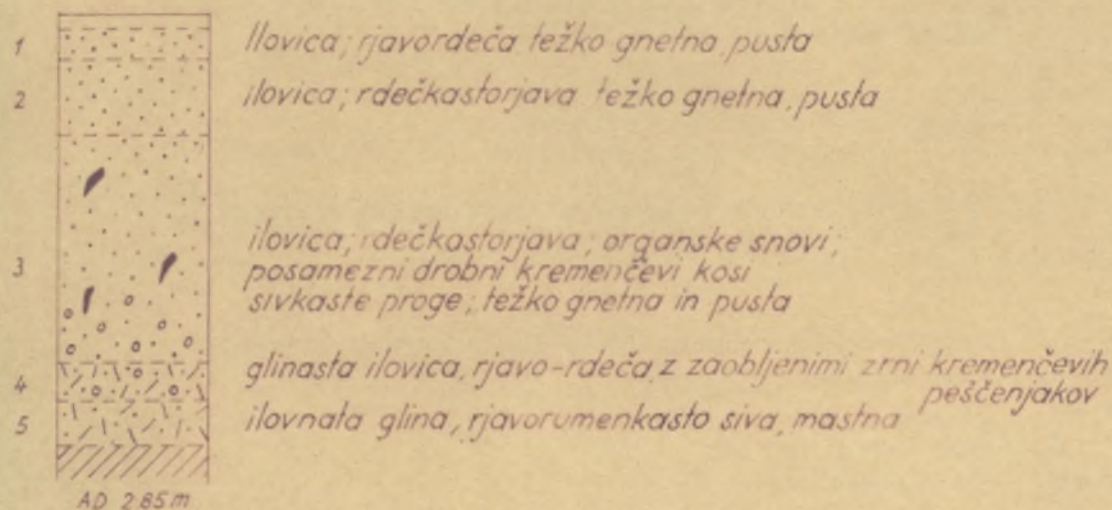 1 Ilovica; rjavordeča težko gnetna, pusta
2 ilovica; rdečkastorjava težko gnetna, pusta
ilovica; rdečkastorjava; organske snovi;
3 posamezni drobni kremenčevi kosi
sivkaste proge; težko gnetna in pusta
4 glinasta ilovica, rjavo-rdeča, z zaobljenimi zrni kremenčevih
peščenjakov
5 ilovnata glina, rjavorumenkasto siva, mastna
AD 2.85 m